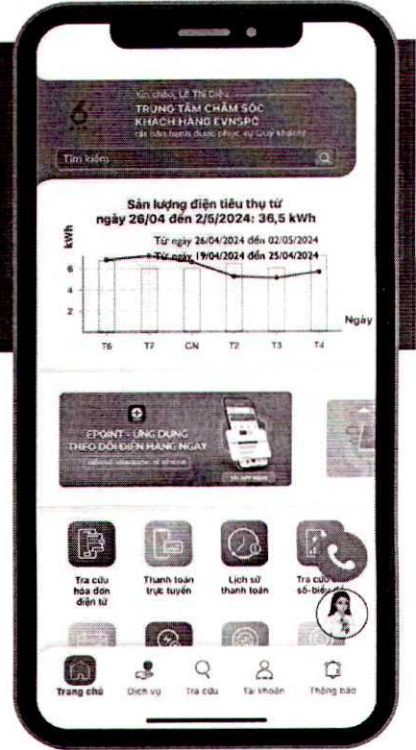 Xin chào, Lê Thị Diệu
TRUNG TÂM CHĂM SÓC
KHÁCH HÀNG EVNSPC
rất hân hạnh được phục vụ Quý khách!
Tìm kiếm
Sản lượng điện tiêu thụ từ
ngày 26/04 đến 2/5/2024: 36,5 kWh
kWh
Từ ngày 26/04/2024 đến 02/05/2024
Từ ngày 19/04/2024 đến 25/04/2024
6
4
2
Ngày
T6 T7 CN T2 T3 T4
EPOINT - ỨNG DỤNG
THEO DÕI ĐIỆN HÀNG NGÀY
Tra cứu hóa đơn điện tử
Thanh toán trực tuyến
Lịch sử thanh toán
Tra cứu
số-biểu
Trang chủ
Dịch vụ
Tra cứu
Tài khoản
Thông báo